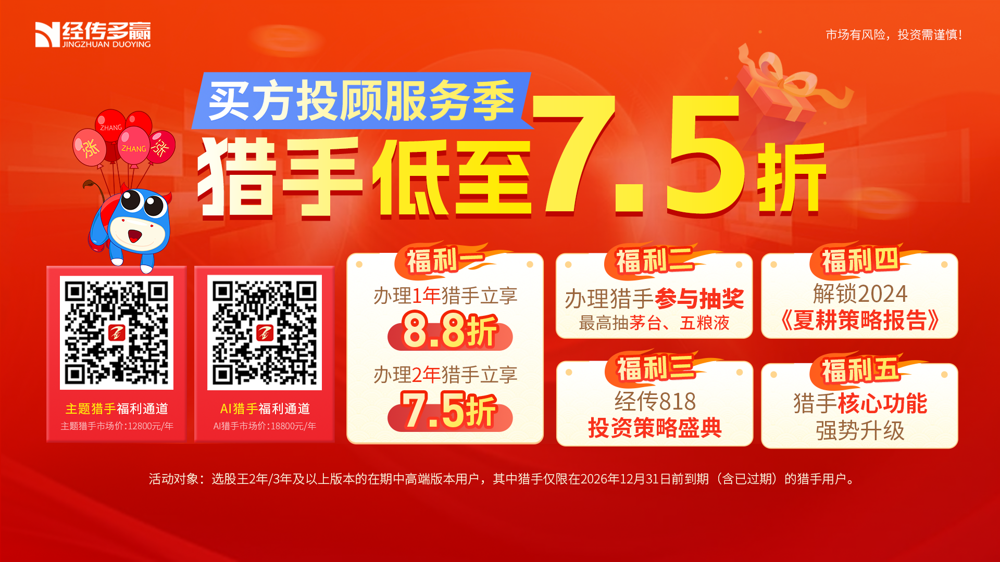 经传多赢
JINGZHUAN DUOYING
市场有风险，投资需谨慎！
买方投顾服务季
猎手低至7.5折
ZHANG
涨
ZHANG
涨
主题猎手福利通道
主题猎手市场价:12800元/年
AI猎手福利通道
AI猎手市场价:18800元/年
福利一
办理1年猎手立享
8.8折
办理2年猎手立享
7.5折
福利二
办理猎手参与抽奖
最高抽茅台、五粮液
福利三
经传818
投资策略盛典
福利四
解锁2024
《夏耕策略报告》
福利五
猎手核心功能
强势升级
活动对象：选股王2年/3年及以上版本的在期中高端版本用户，其中猎手仅限在2026年12月31日前到期（含已过期）的猎手用户。